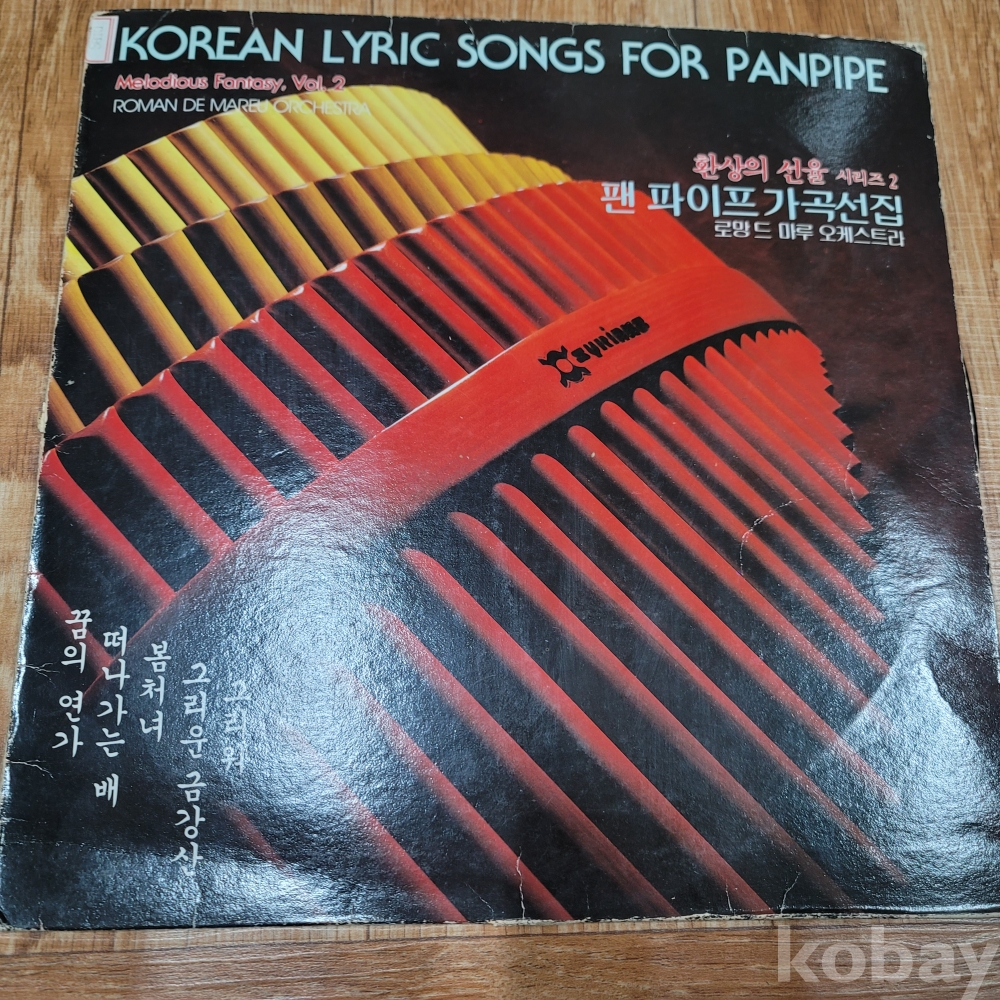 KOREAN LYRIC SONGS FOR PANPIPE
Melodious Fantasy, Vol. 2
ROMAN DE MAREU ORCHESTRA
환상의 선율 시리즈 2
팬 파이프 가곡선집
로망드 마루 오케스트라
syrinx
꿈의 연가
떠나가는 배
봄처녀
그리운 금강산
그리워
kobay